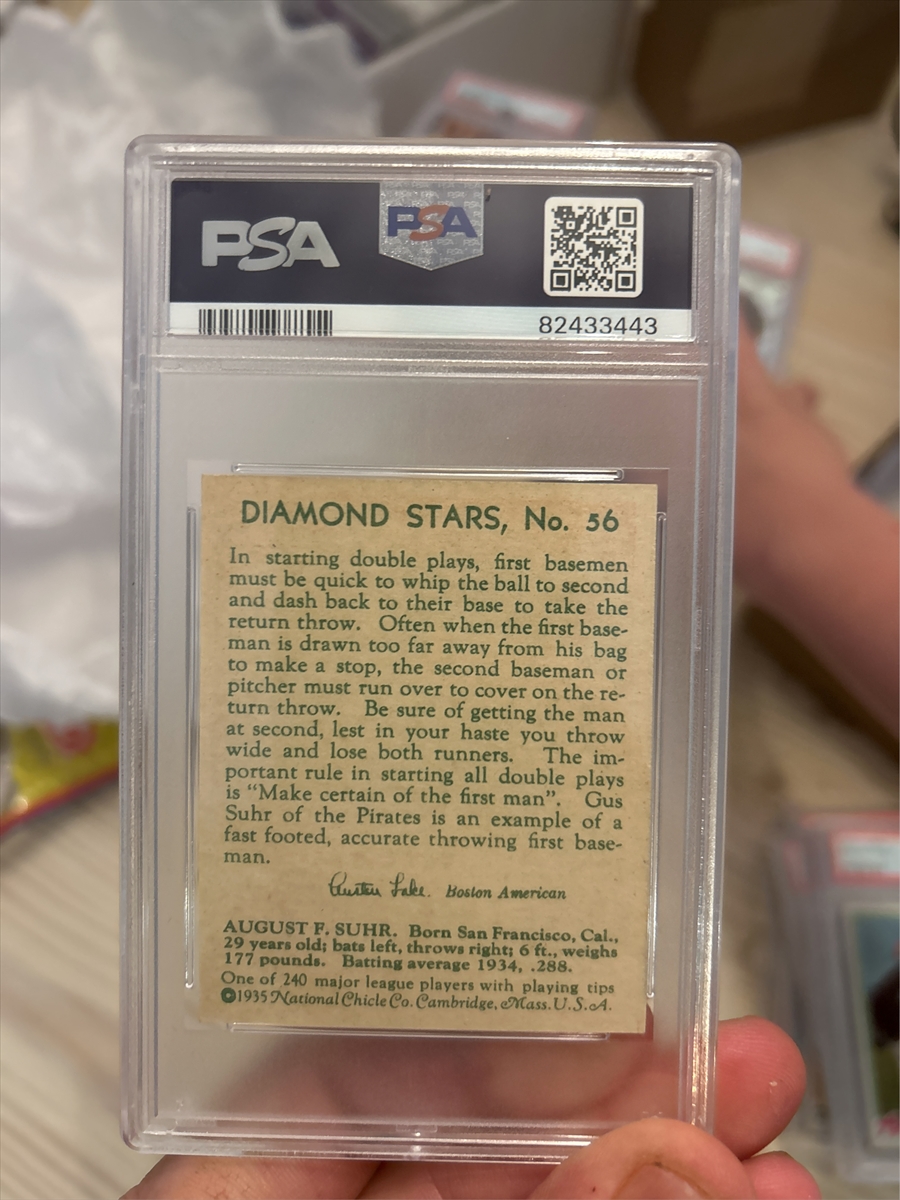 PSA
PSA
82433443
DIAMOND STARS, No. 56
In starting double plays, first basemen
must be quick to whip the ball to second
and dash back to their base to take the
return throw. Often when the first base-
man is drawn too far away from his bag
to make a stop, the second baseman or
pitcher must run over to cover on the re-
turn throw. Be sure of getting the man
at second, lest in your haste you throw
wide and lose both runners. The im-
portant rule in starting all double plays
is “Make certain of the first man”. Gus
Suhr of the Pirates is an example of a
fast footed, accurate throwing first base-
man.
Austen Lake. Boston American
AUGUST F. SUHR. Born San Francisco, Cal.,
29 years old; bats left, throws right; 6 ft., weighs
177 pounds. Batting average 1934, .288.
One of 240 major league players with playing tips
©1935 National Chicle Co. Cambridge, Mass. U.S.A.